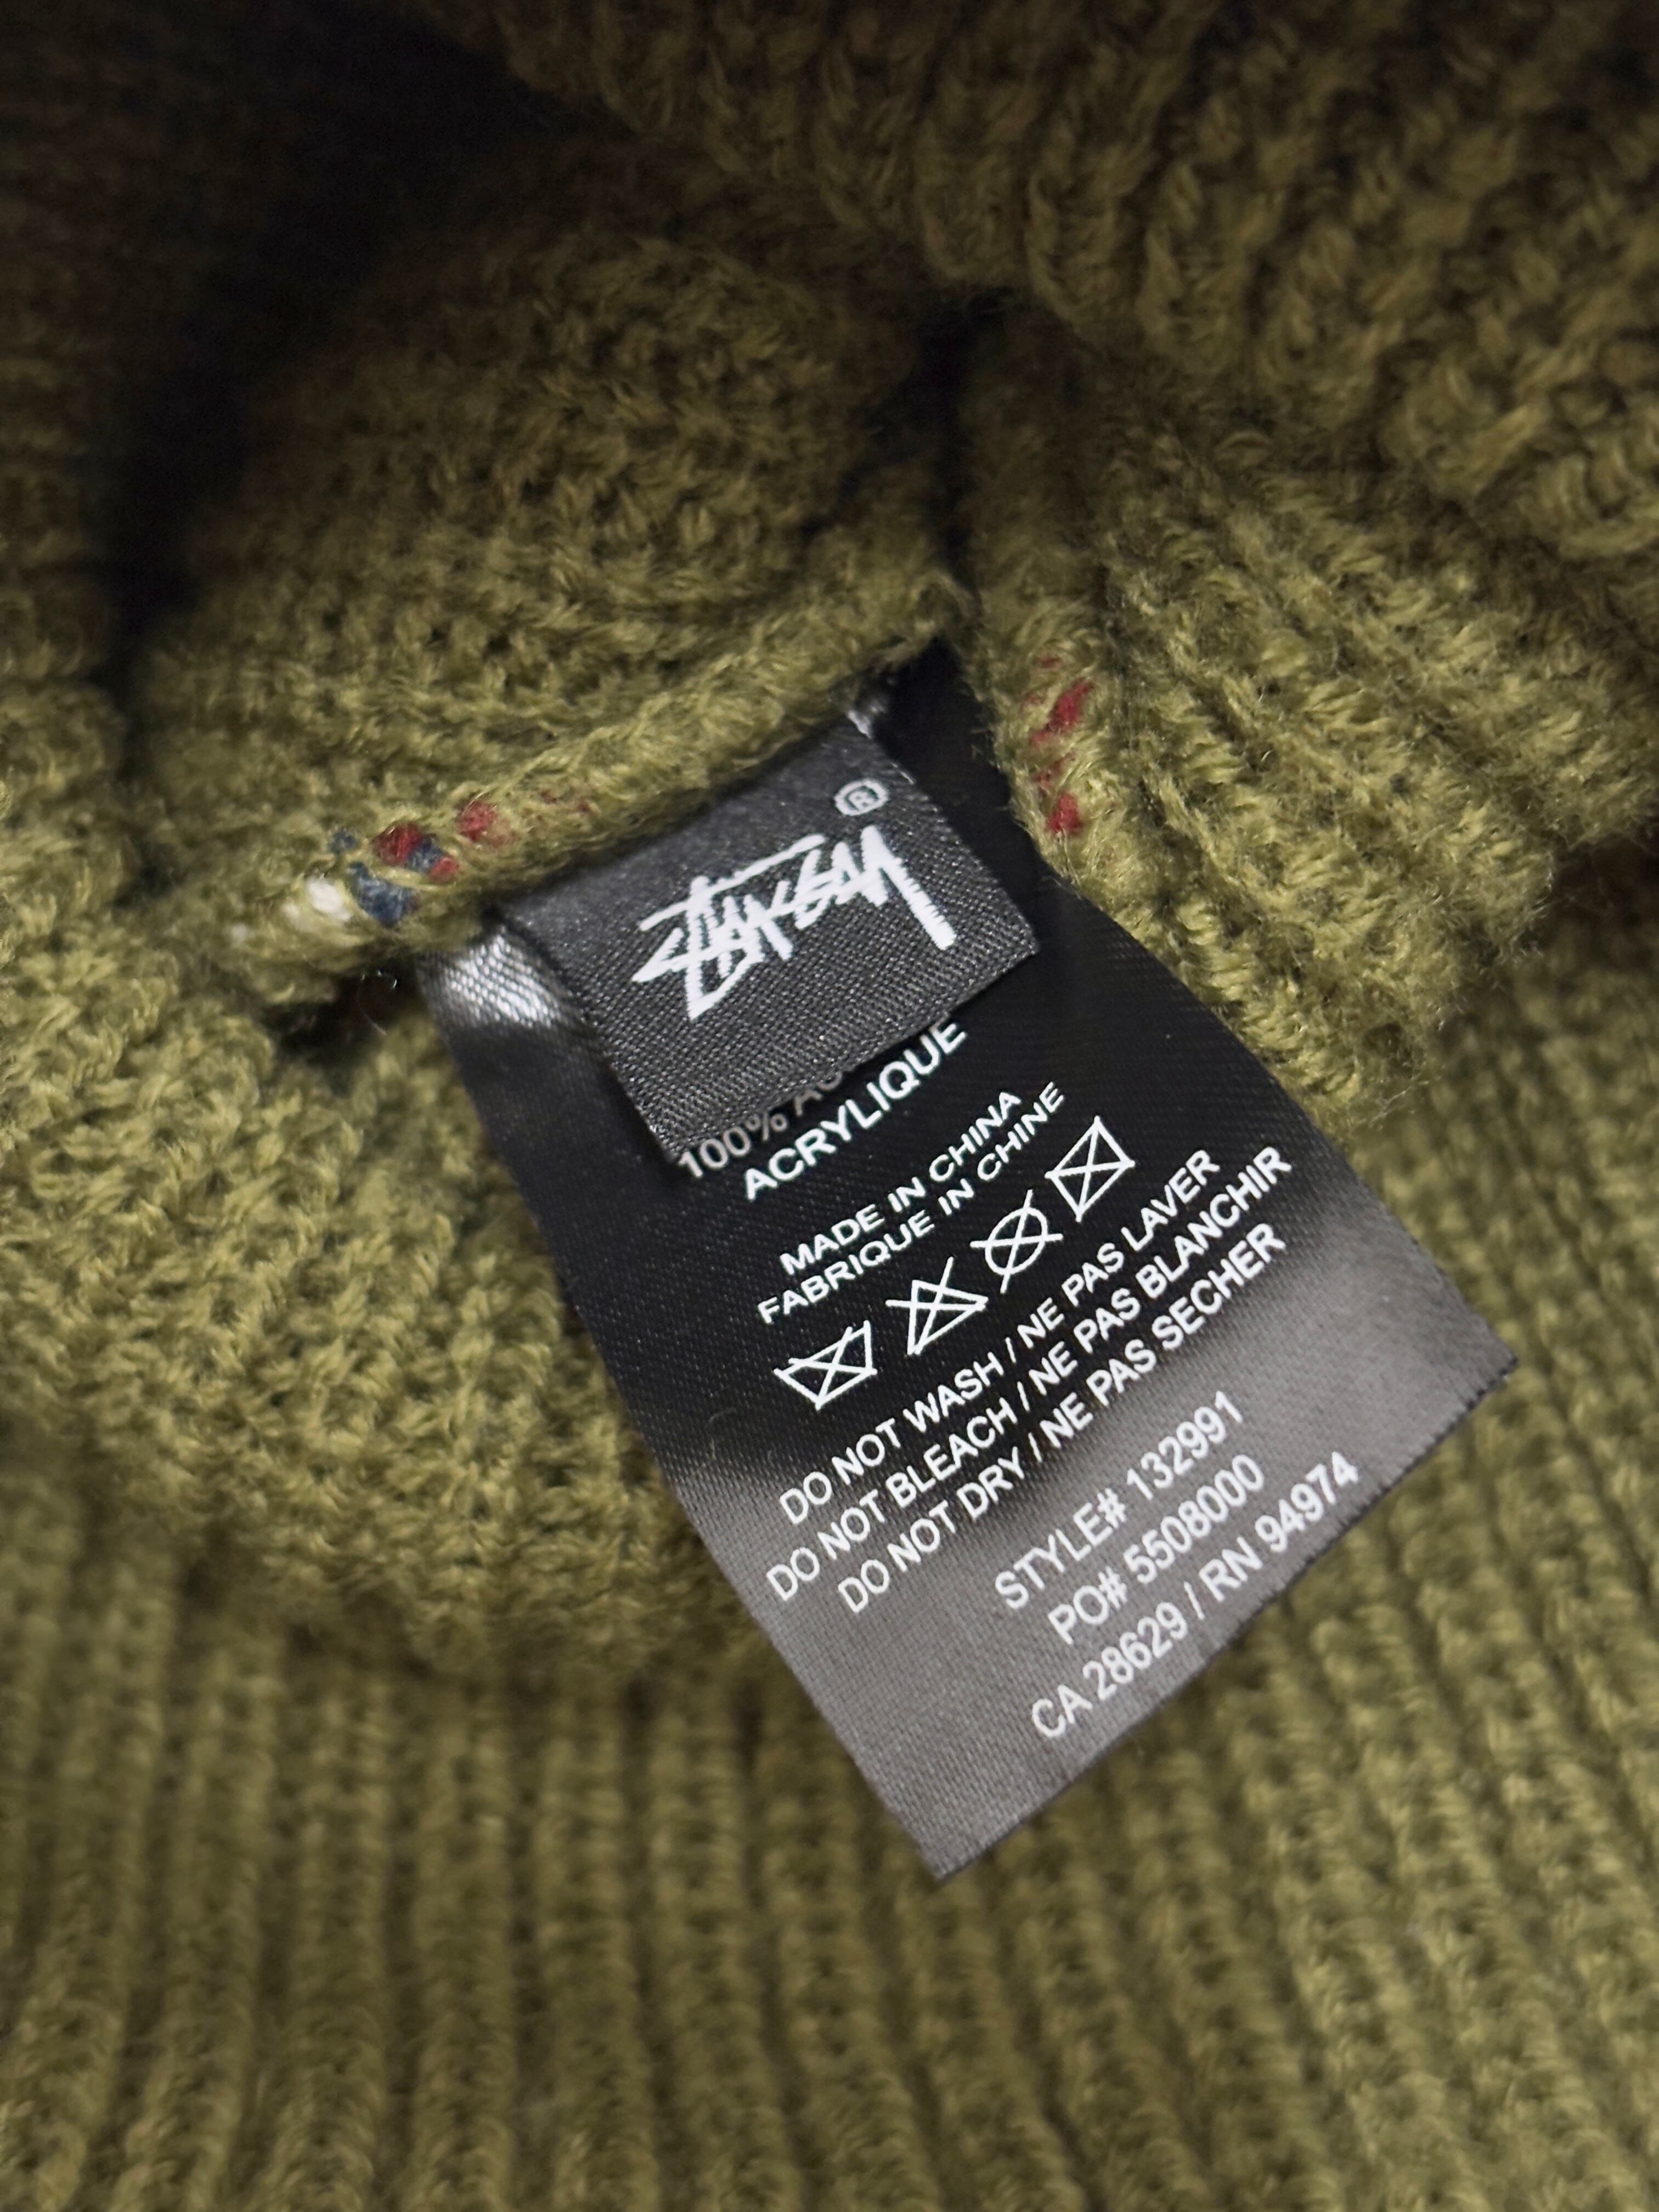 STÜSSY ®
100%
ACRYLIQUE
MADE IN CHINA
FABRIQUE IN CHINE
DO NOT WASH / NE PAS LAVER
DO NOT BLEACH / NE PAS BLANCHIR
DO NOT DRY / NE PAS SECHER
STYLE# 132991
PO# 5508000
CA 28629 / RN 94974